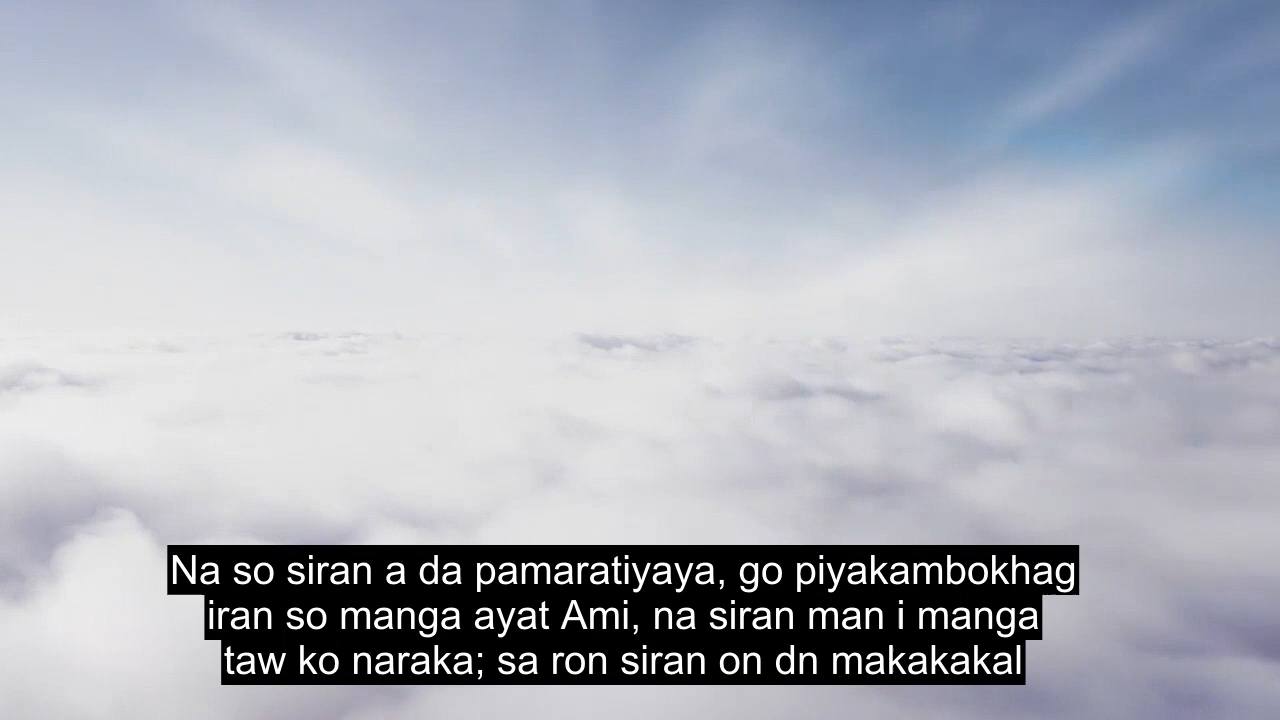 Na so siran a da pamaratiyaya, go piyakambokhag
iran so manga ayat Ami, na siran man i manga
taw ko naraka; sa ron siran on dn makakakal